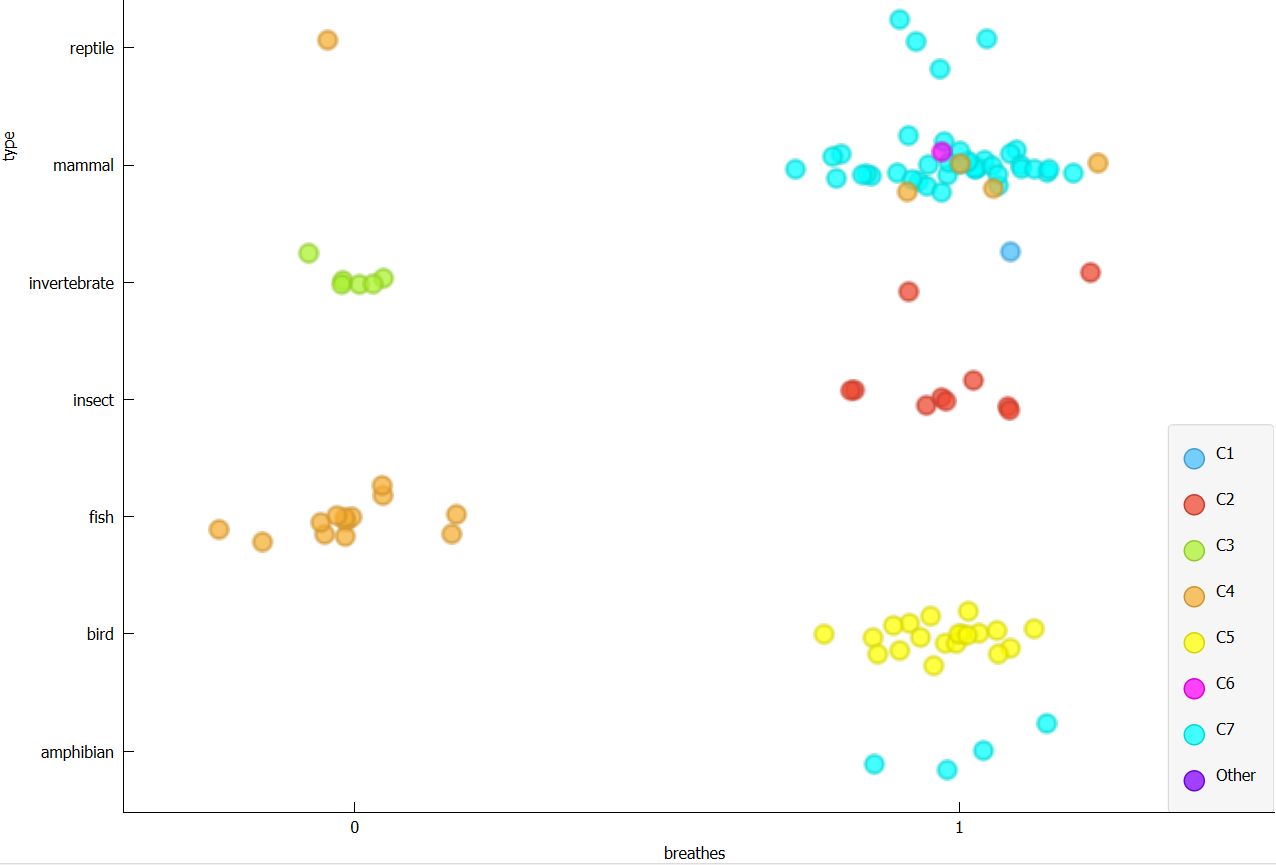 type
reptile
mammal
invertebrate
insect
fish
bird
amphibian
0
1
breathes
C1
C2
C3
C4
C5
C6
C7
Other